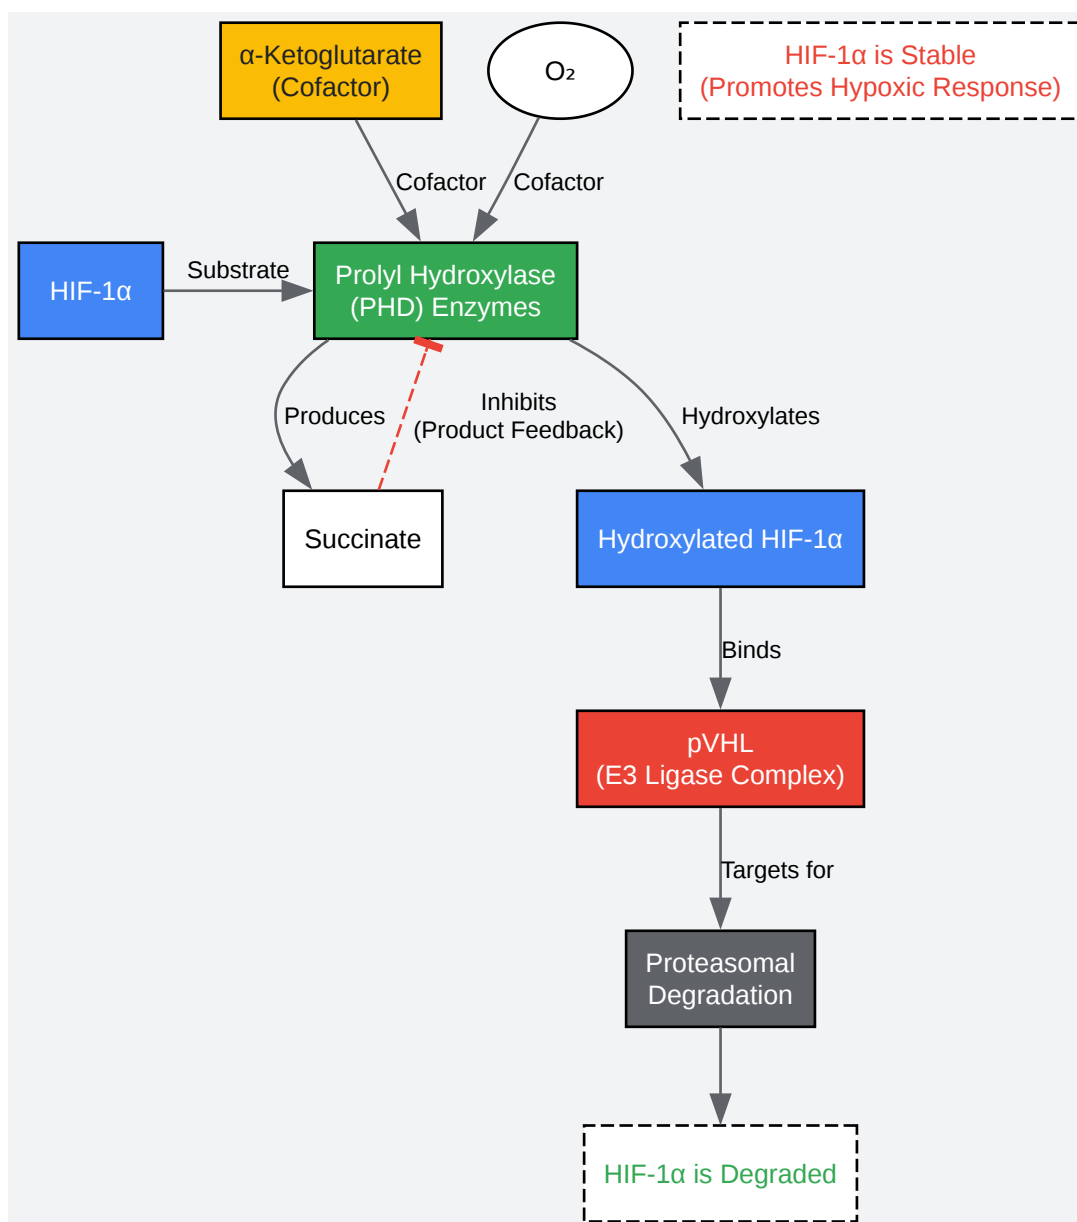 α-Ketoglutarate
(Cofactor)
O₂
HIF-1α is Stable
(Promotes Hypoxic Response)
Cofactor
Cofactor
HIF-1α
Substrate
Prolyl Hydroxylase
(PHD) Enzymes
Produces
Inhibits
(Product Feedback)
Hydroxylates
Succinate
Hydroxylated HIF-1α
Binds
pVHL
(E3 Ligase Complex)
Targets for
Proteasomal
Degradation
HIF-1α is Degraded